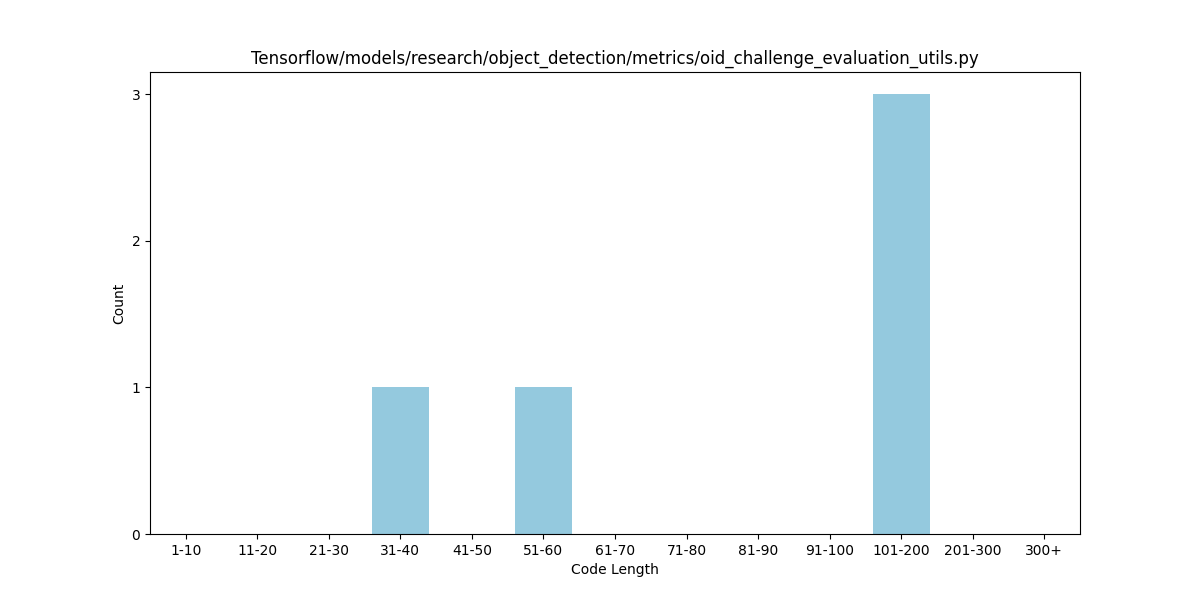 Tensorflow/models/research/object_detection/metrics/oid_challenge_evaluation_utils.py
3
2
1
0
Count
1-10 11-20 21-30 31-40 41-50 51-60 61-70 71-80 81-90 91-100 101-200 201-300 300+
Code Length